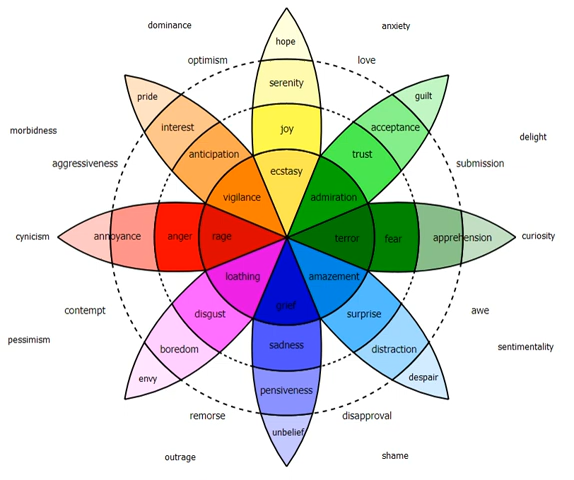 dominance
anxiety
hope
optimism
love
serenity
pride
guilt
interest
joy
acceptance
morbidness
delight
anticipation
trust
aggressiveness
submission
ecstasy
vigilance
admiration
cynicism
annoyance
anger
rage
terror
fear
apprehension
curiosity
loathing
amazement
grief
contempt
disgust
surprise
awe
pessimism
sadness
sentimentality
boredom
distraction
envy
despair
pensiveness
remorse
disapproval
unbelief
outrage
shame